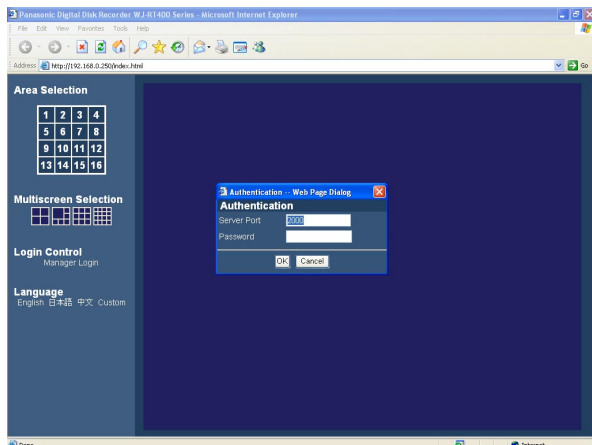 Panasonic Digital Disk Recorder WJ-RT400 Series - Microsoft Internet Explorer
File Edit View Favorites Tools Help
Address http://192.168.0.250/index.html Go
Area Selection
1 2 3 4
5 6 7 8
9 10 11 12
13 14 15 16
Multiscreen Selection
Login Control
Manager Login
Language
English 日本語 中文 Custom
Authentication -- Web Page Dialog
Authentication
Server Port 2000
Password
OK Cancel
Done Internet